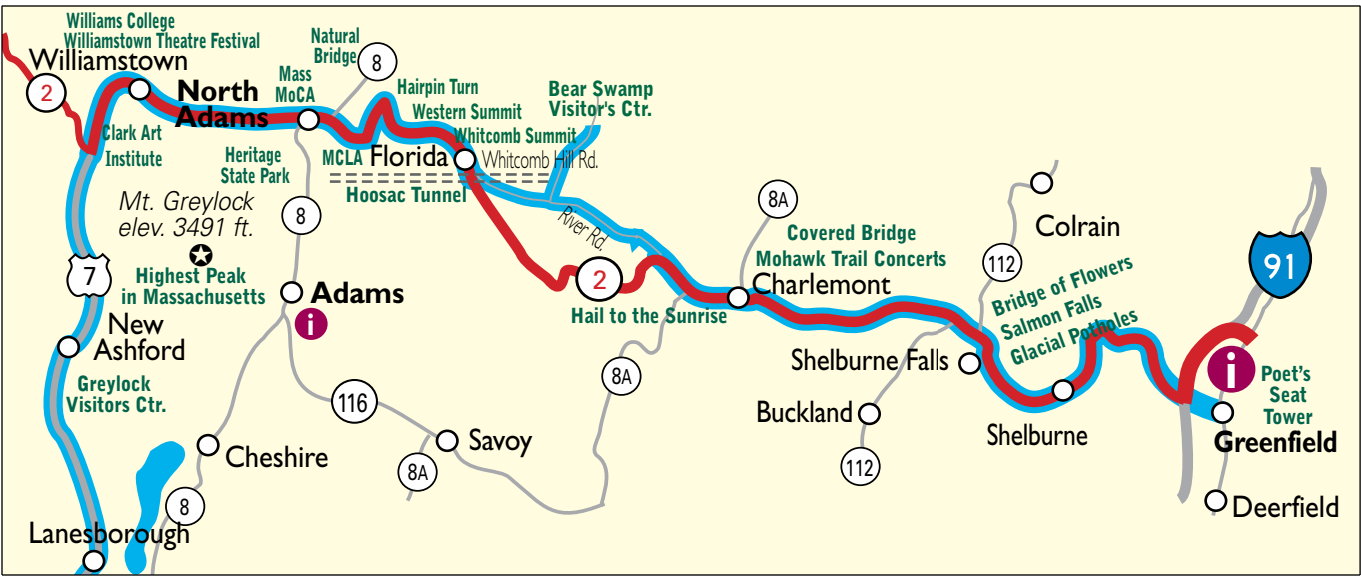 Williams College
Williamstown Theatre Festival
Williamstown
2
North
Adams
Clark Art
Institute
Mass
MoCA
Natural
Bridge
8
Hairpin Turn
Western Summit
Whitcomb Summit
Bear Swamp
Visitor's Ctr.
Heritage
State Park
MCLA
Florida
Whitcomb Hill Rd.
Hoosac Tunnel
River Rd.
Mt. Greylock
elev. 3491 ft.
Highest Peak
in Massachusetts
8
7
Adams
i
New
Ashford
Greylock
Visitors Ctr.
2
Hail to the Sunrise
8A
Covered Bridge
Mohawk Trail Concerts
Charlemont
Colrain
112
Bridge of Flowers
Salmon Falls
Glacial Potholes
91
Shelburne Falls
i
Poet's
Seat
Tower
8A
116
Buckland
Shelburne
Greenfield
Cheshire
Savoy
8A
112
8
Lanesborough
Deerfield